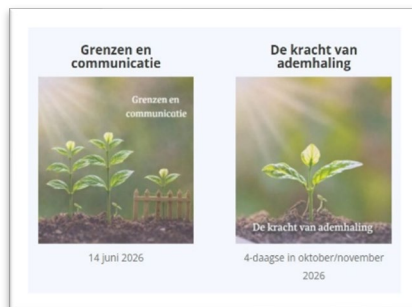 Grenzen en
communicatie
Grenzen en
communicatie
14 juni 2026
De kracht van
ademhaling
De kracht van ademhaling
4-daagse in oktober/november
2026